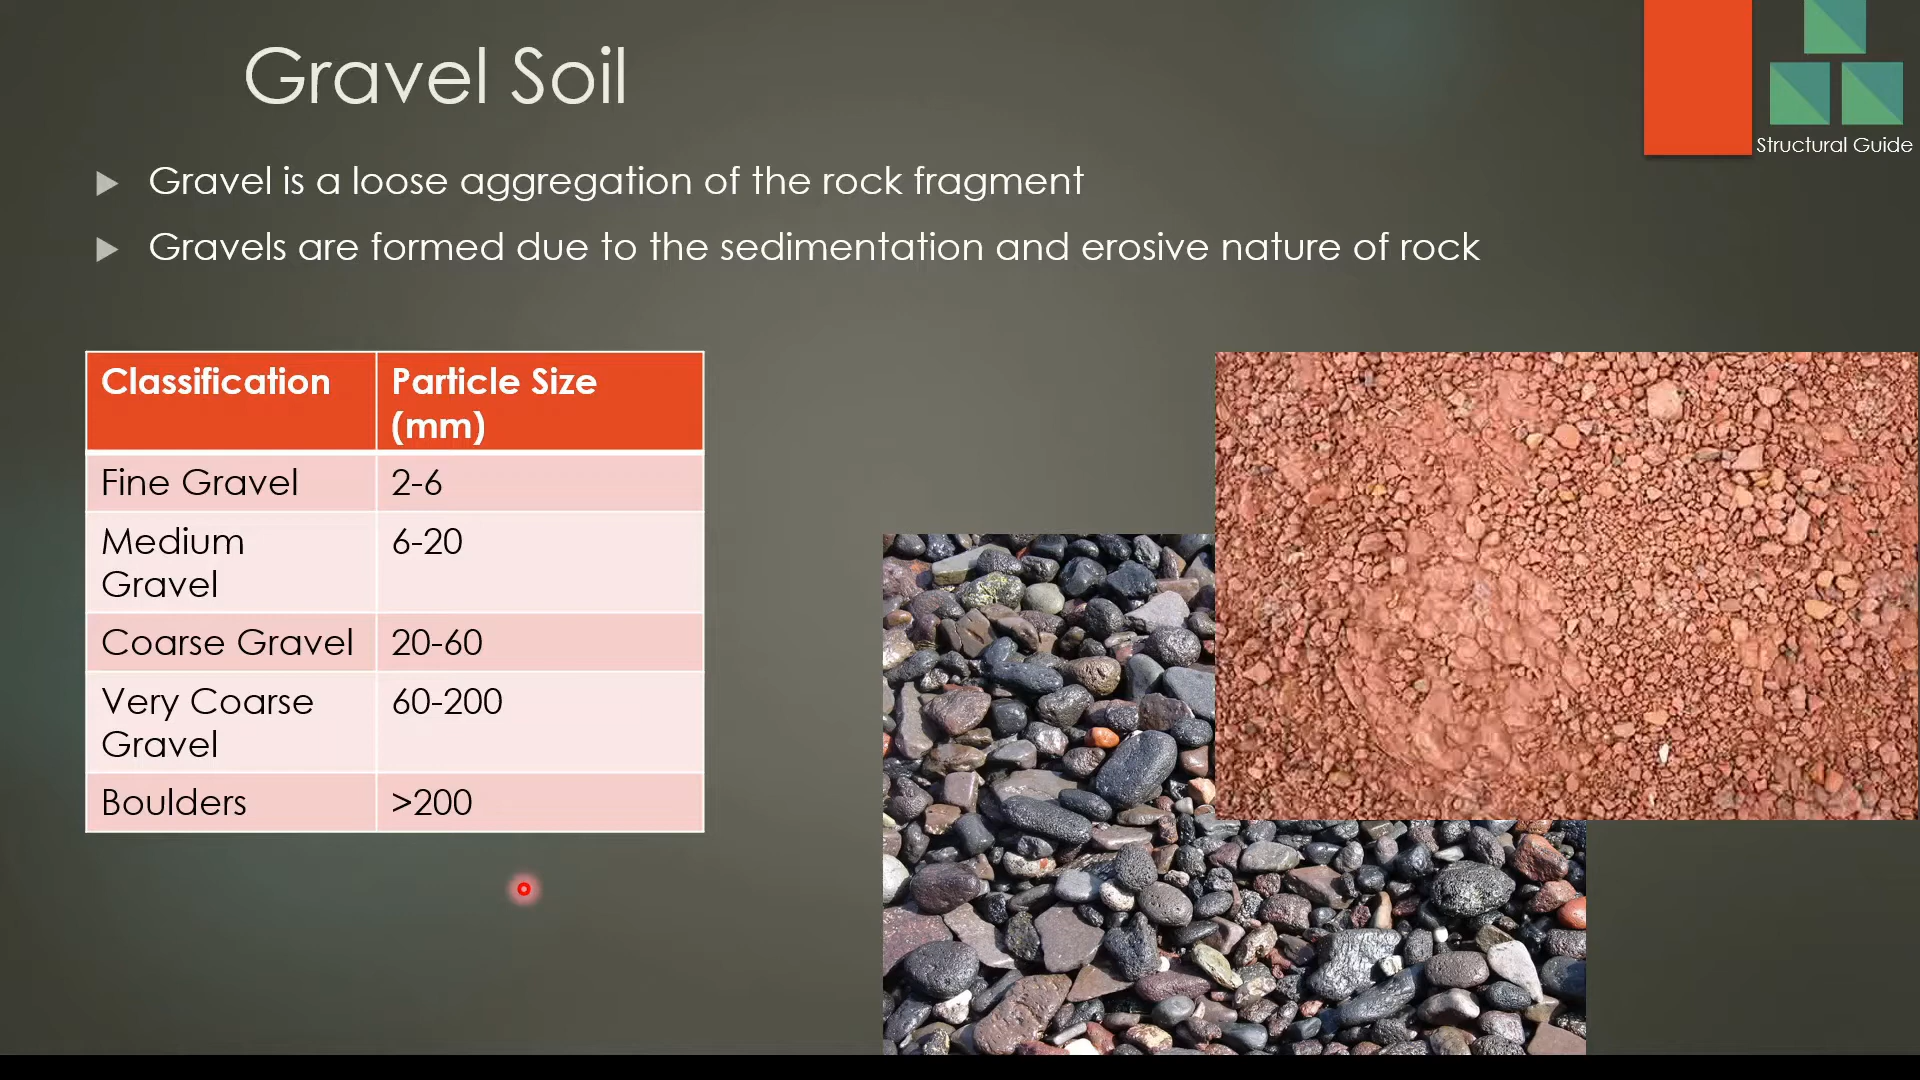 Gravel Soil
Structural Guide
Gravel is a loose aggregation of the rock fragment
Gravels are formed due to the sedimentation and erosive nature of rock
Classification
Particle Size
(mm)
Fine Gravel
2-6
Medium
Gravel
6-20
Coarse Gravel
20-60
Very Coarse
Gravel
60-200
Boulders
>200